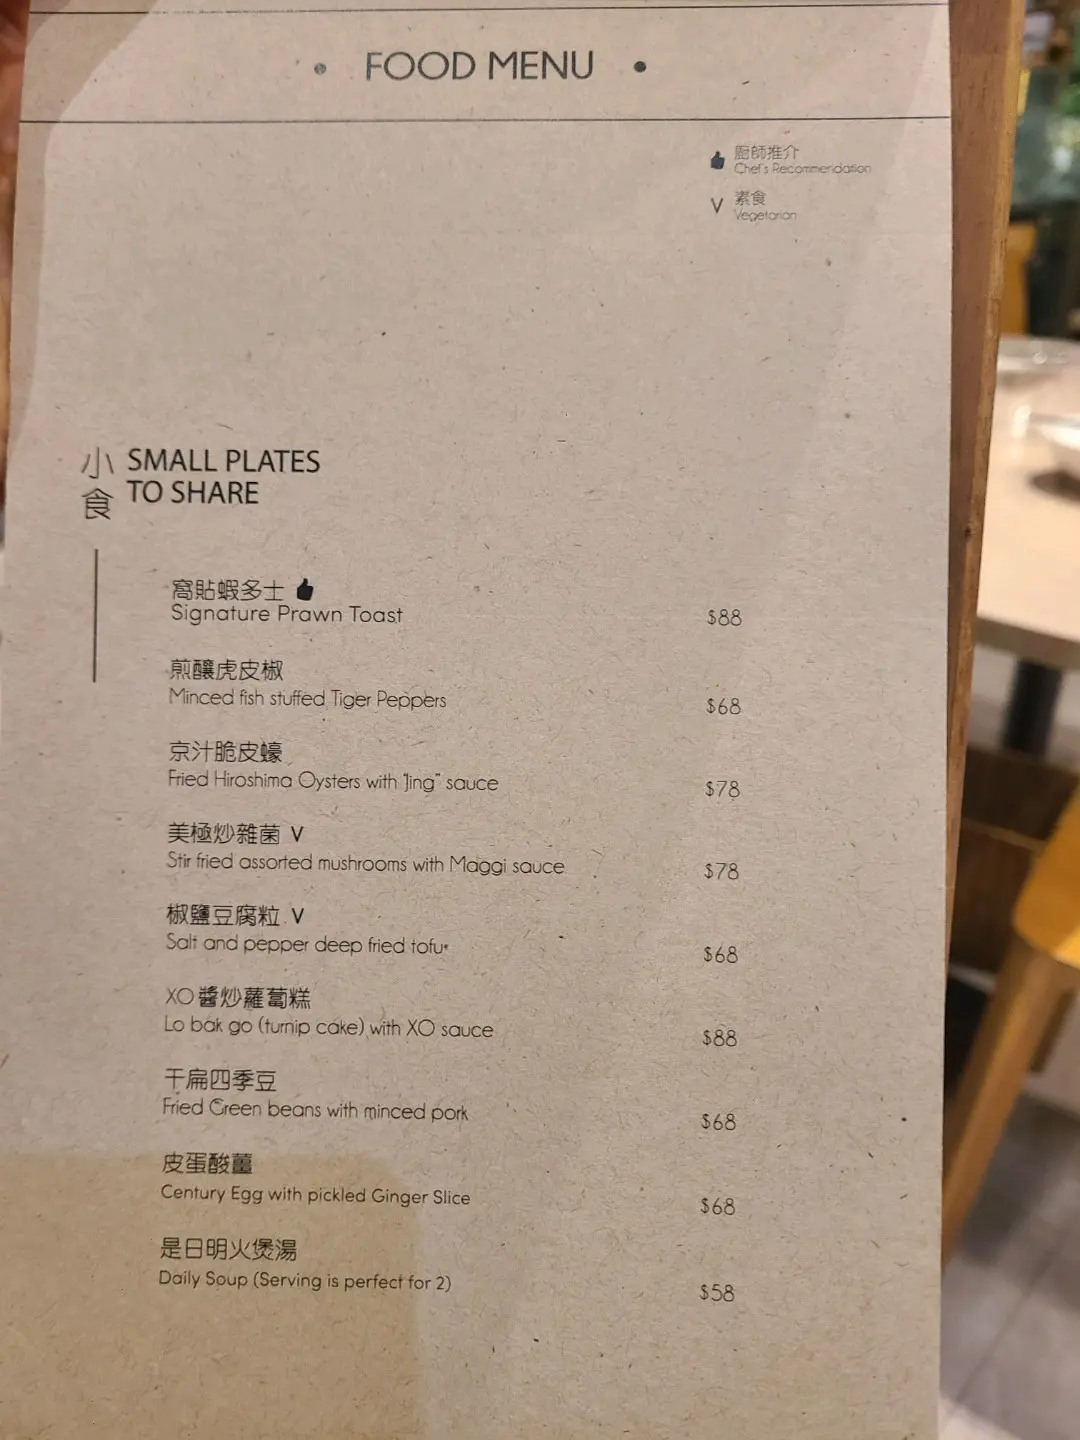 • FOOD MENU •
廚師推介
Chef's Recommendation
V 素食
Vegetarian
小食
SMALL PLATES
TO SHARE
窩貼蝦多士
Signature Prawn Toast $88
煎釀虎皮椒
Minced fish stuffed Tiger Peppers $68
京汁脆皮蠔
Fried Hiroshima Oysters with "Jing" sauce $78
美極炒雜菌 V
Stir fried assorted mushrooms with Maggi sauce $78
椒鹽豆腐粒 V
Salt and pepper deep fried tofu $68
XO醬炒蘿蔔糕
Lo bak go (turnip cake) with XO sauce $88
干扁四季豆
Fried Green beans with minced pork $68
皮蛋酸薑
Century Egg with pickled Ginger Slice $68
是日明火煲湯
Daily Soup (Serving is perfect for 2) $58